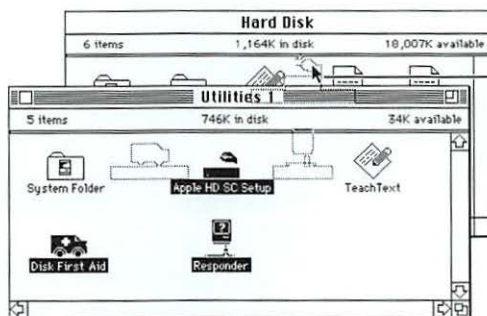 Hard Disk
6 items 1,164K in disk 18,007K available
Utilities 1
5 items 746K in disk 34K available
System Folder Apple HD SC Setup TeachText
Disk First Aid Responder